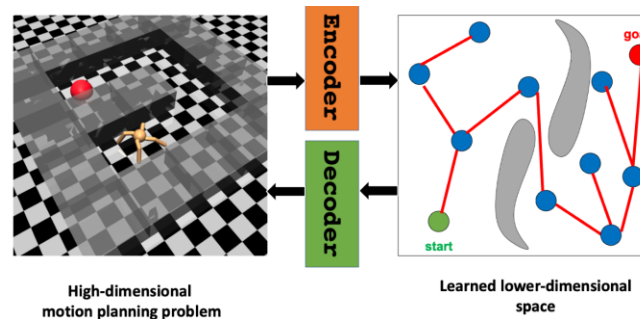 Encoder
Decoder
goa
start
High-dimensional
motion planning problem
Learned lower-dimensional
space